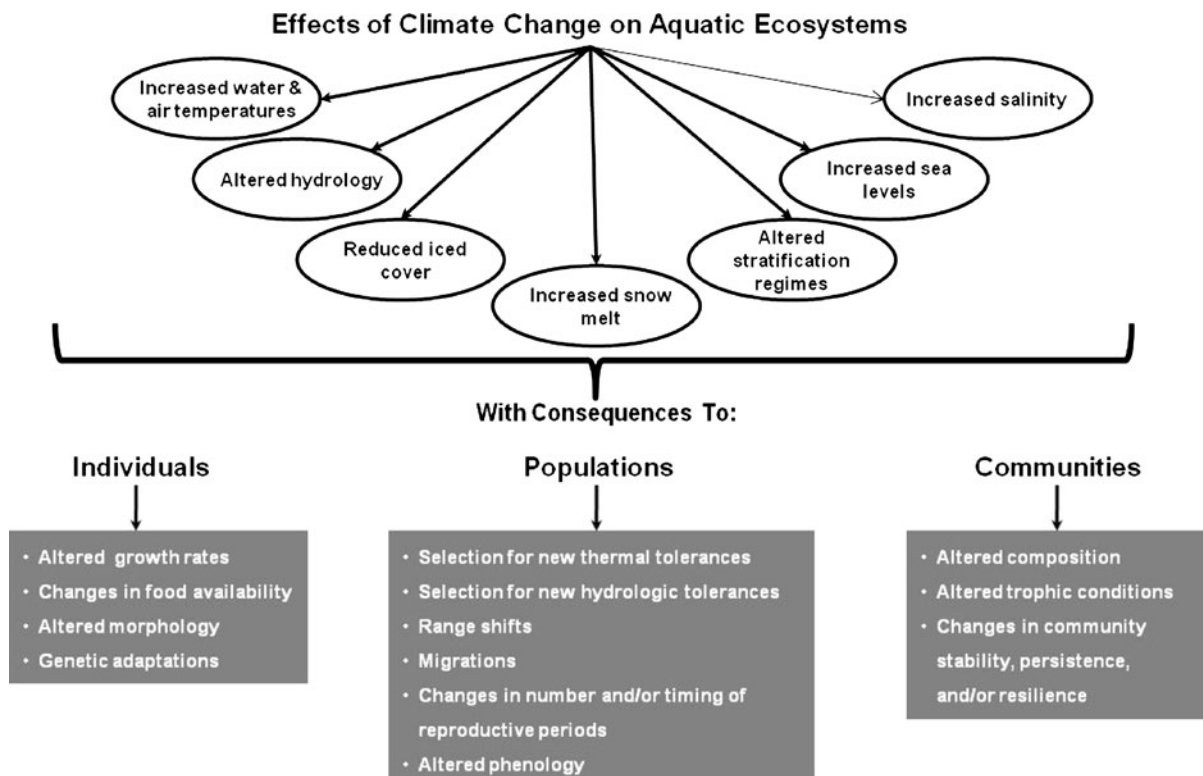 Effects of Climate Change on Aquatic Ecosystems
Increased water &
air temperatures
Altered hydrology
Reduced iced
cover
Increased snow
melt
Altered
stratification
regimes
Increased sea
levels
Increased salinity
With Consequences To:
Individuals
• Altered growth rates
• Changes in food availability
• Altered morphology
• Genetic adaptations
Populations
• Selection for new thermal tolerances
• Selection for new hydrologic tolerances
• Range shifts
• Migrations
• Changes in number and/or timing of
reproductive periods
• Altered phenology
Communities
• Altered composition
• Altered trophic conditions
• Changes in community
stability, persistence,
and/or resilience